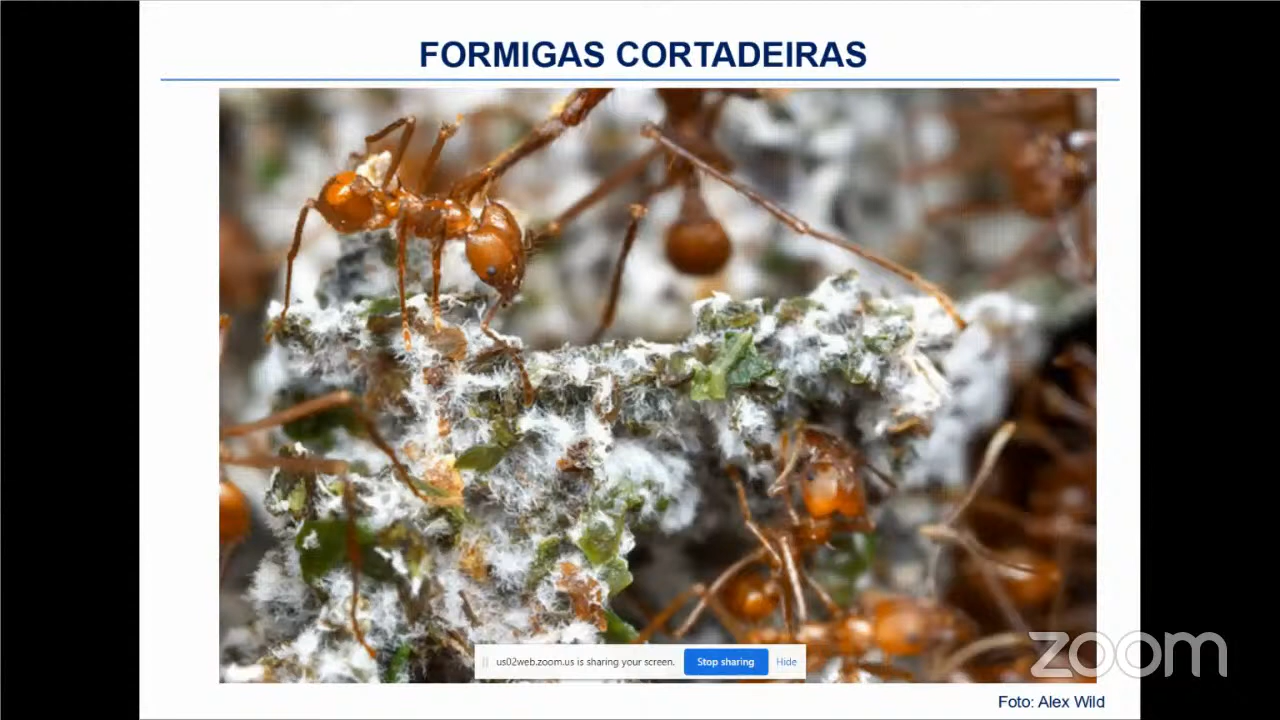 FORMIGAS CORTADEIRAS
us02web.zoom.us is sharing your screen. Stop sharing Hide
zoom
Foto: Alex Wild